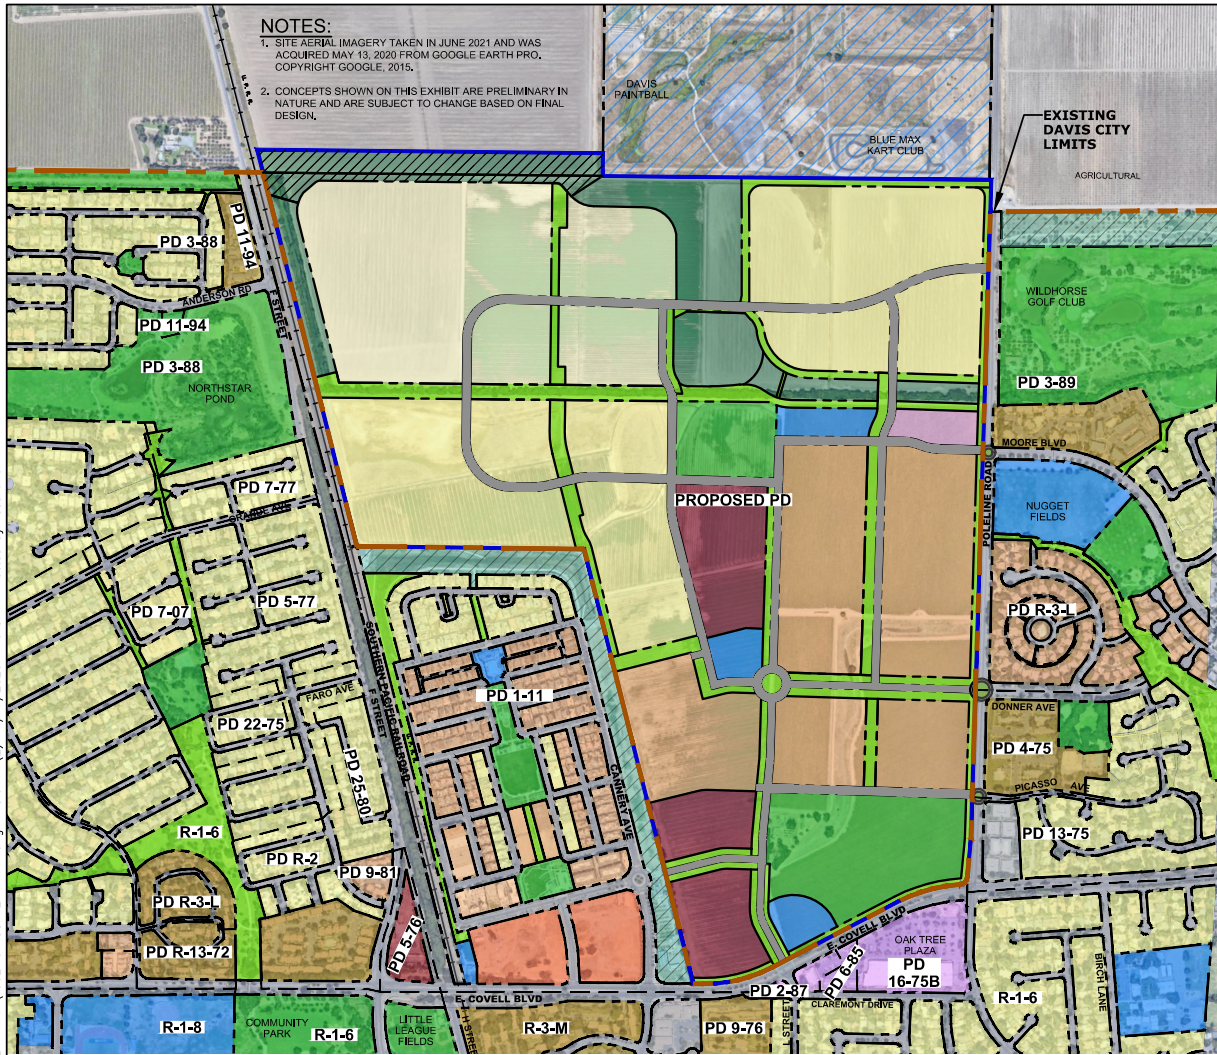 NOTES:
1. SITE AERIAL IMAGERY TAKEN IN JUNE 2021 AND WAS
ACQUIRED MAY 13, 2020 FROM GOOGLE EARTH PRO.
COPYRIGHT GOOGLE, 2015.
2. CONCEPTS SHOWN ON THIS EXHIBIT ARE PRELIMINARY IN
NATURE AND ARE SUBJECT TO CHANGE BASED ON FINAL
DESIGN.
DAVIS
PAINTBALL
BLUE MAX
KART CLUB
EXISTING
DAVIS CITY
LIMITS
AGRICULTURAL
PD 3-88
PD 11-94
ANDERSON RD
F STREET
PD 11-94
PD 3-88
NORTHSTAR
POND
WILDHORSE
GOLF CLUB
PD 3-89
MOORE BLVD
POLELINE ROAD
NUGGET
FIELDS
PD 7-77
GRANDE AVE
PROPOSED PD
PD 7-07
PD 5-77
PD R-3-L
SOUTHERN PACIFIC RAILROAD
F STREET
FARO AVE
PD 22-75
PD 25-80
PD 1-11
CANNERY AVE
DONNER AVE
PD 4-75
PICASSO AVE
PD 13-75
R-1-6
PD R-2
PD 9-81
PD R-3-L
PD R-13-72
PD 5-76
E. COVELL BLVD
OAK TREE
PLAZA
PD
16-75B
PD 6-85
PD 2-87
CLAREMONT DRIVE
L STREET
R-1-6
BIRCH LANE
E. COVELL BLVD
R-1-8
COMMUNITY
PARK
R-1-6
LITTLE
LEAGUE
FIELDS
H STREET
R-3-M
PD 9-76